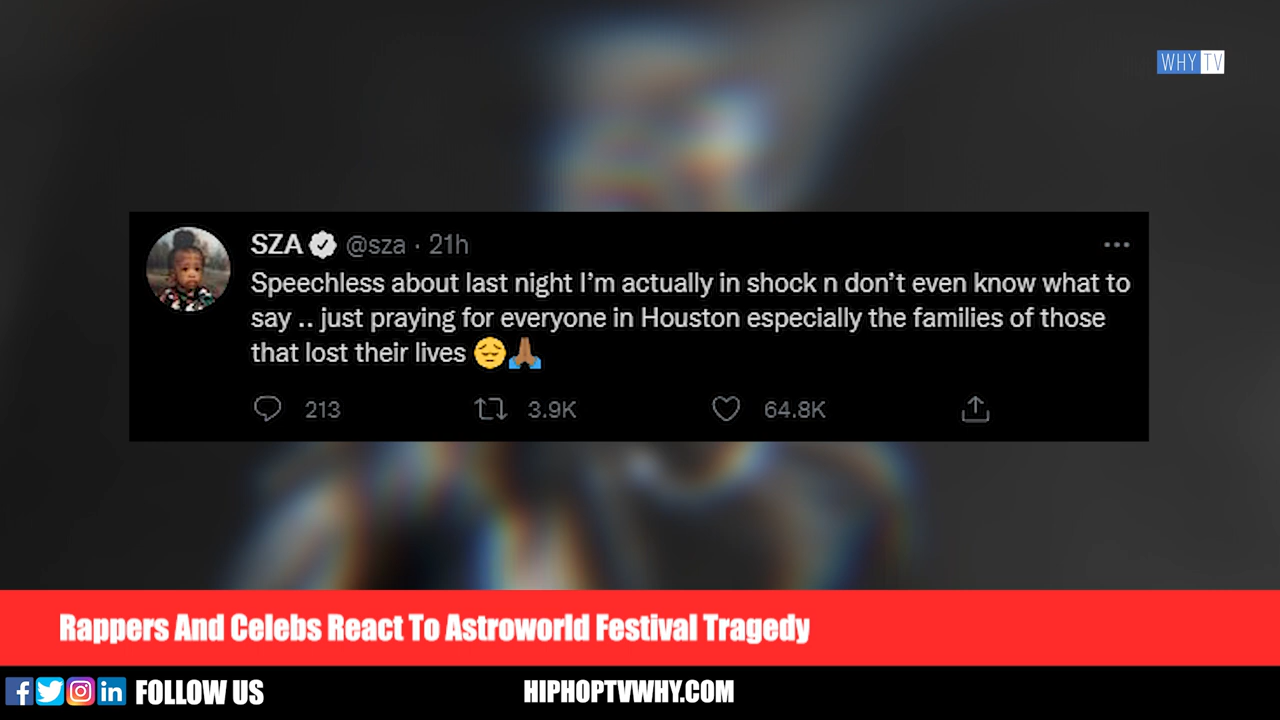 WHY TV
SZA @sza · 21h
Speechless about last night I’m actually in shock n don’t even know what to
say .. just praying for everyone in Houston especially the families of those
that lost their lives 😔🙏🏾
213 3.9K 64.8K
Rappers And Celebs React To Astroworld Festival Tragedy
FOLLOW US HIPHOPTVWHY.COM